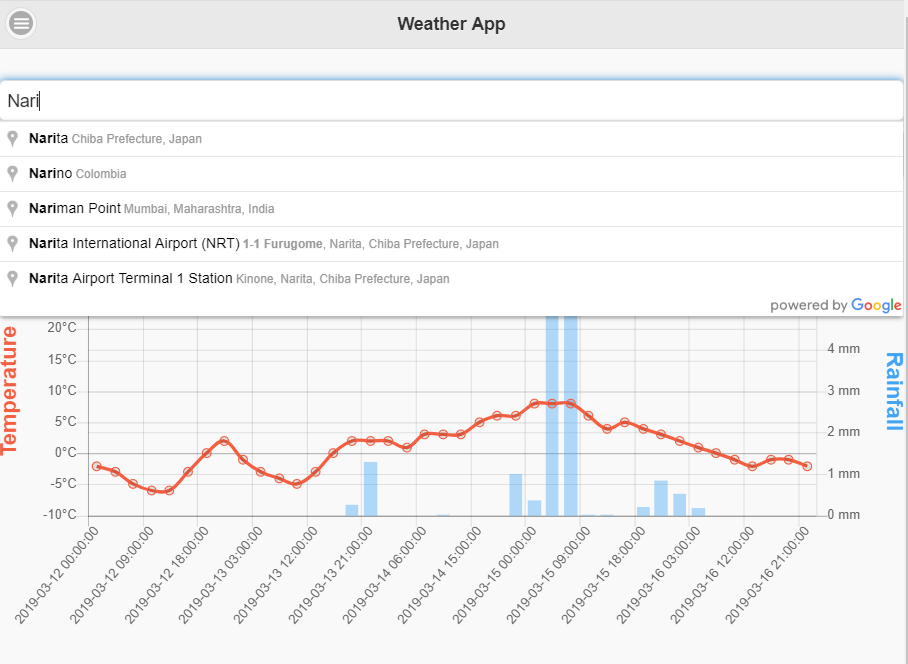 Weather App
Nari
Narita Chiba Prefecture, Japan
Narino Colombia
Nariman Point Mumbai, Maharashtra, India
Narita International Airport (NRT) 1-1 Furugome, Narita, Chiba Prefecture, Japan
Narita Airport Terminal 1 Station Kinone, Narita, Chiba Prefecture, Japan
powered by Google
Temperature
20°C
15°C
10°C
5°C
0°C
-5°C
-10°C
4 mm
3 mm
2 mm
1 mm
0 mm
Rainfall
2019-03-12 00:00:00
2019-03-12 09:00:00
2019-03-12 18:00:00
2019-03-13 03:00:00
2019-03-13 12:00:00
2019-03-13 21:00:00
2019-03-14 06:00:00
2019-03-14 15:00:00
2019-03-15 00:00:00
2019-03-15 09:00:00
2019-03-15 18:00:00
2019-03-16 03:00:00
2019-03-16 12:00:00
2019-03-16 21:00:00